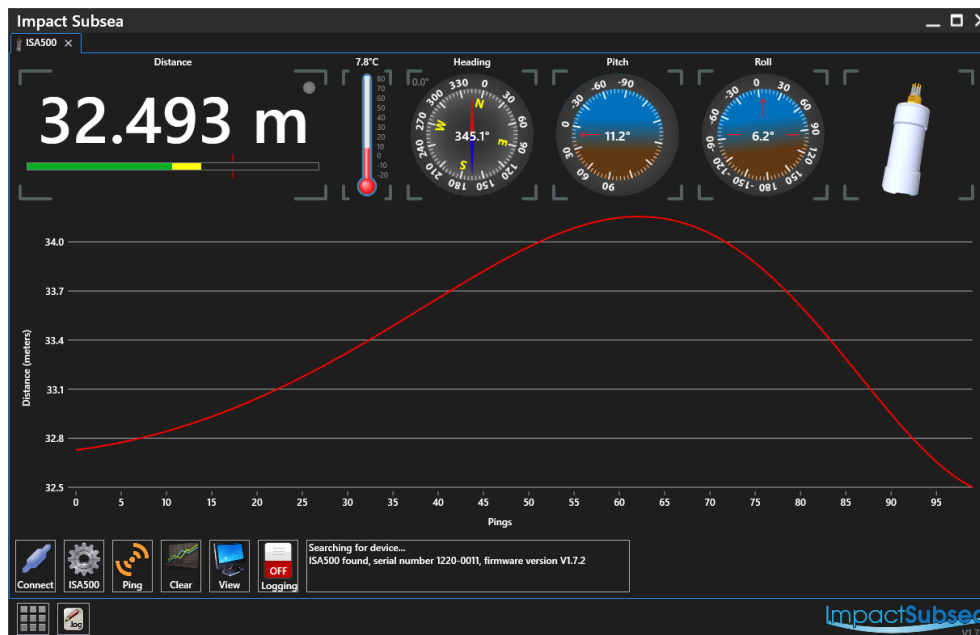 Impact Subsea
ISA500
Distance
7.8°C
Heading
Pitch
Roll
32.493 m
80
70
60
50
40
30
20
10
0
-10
-20
0.0°
0
30
60
90
120
150
180
210
240
270
300
330
N
E
S
W
345.1°
-90
-60
-30
0
30
60
90
11.2°
0
30
60
90
120
150
180
-150
-120
-90
-60
-30
6.2°
Distance (meters)
34.0
33.7
33.4
33.1
32.8
32.5
0 5 10 15 20 25 30 35 40 45 50 55 60 65 70 75 80 85 90 95
Pings
Connect
ISA500
Ping
Clear
View
OFF
Logging
Searching for device...
ISA500 found, serial number 1220-0011, firmware version V1.7.2
.log
ImpactSubsea